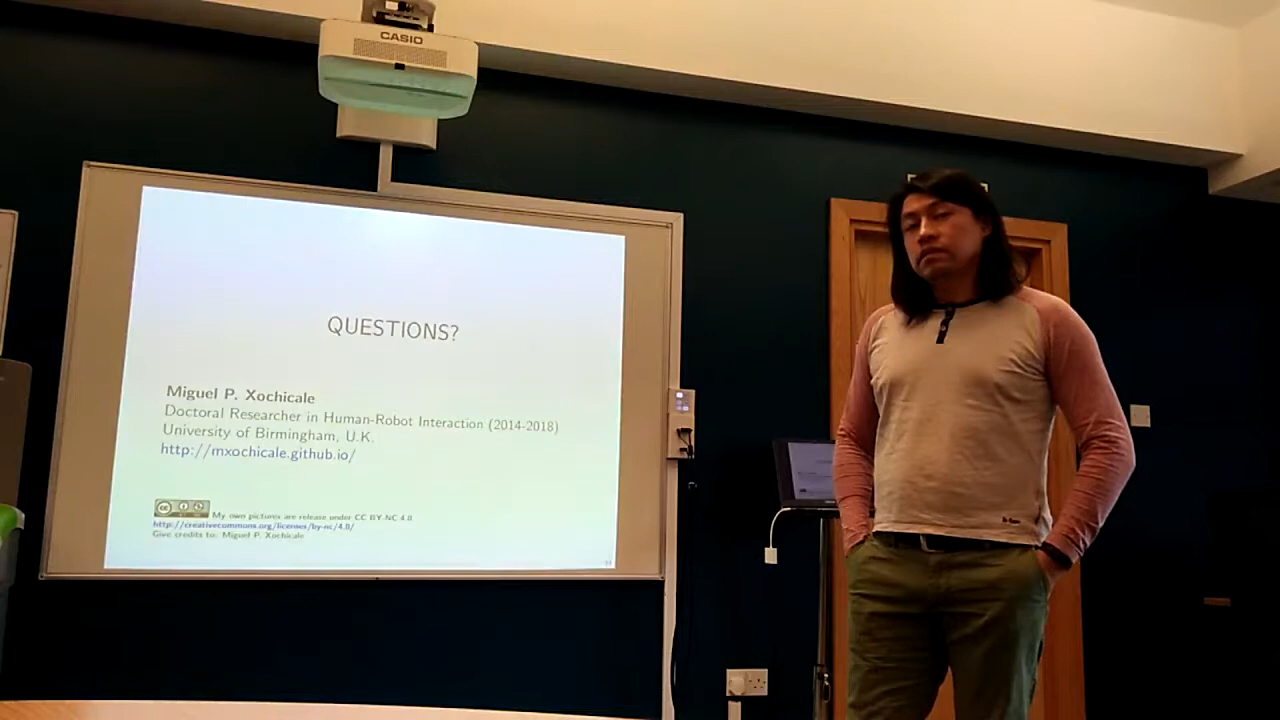 CASIO
QUESTIONS?
Miguel P. Xochicale
Doctoral Researcher in Human-Robot Interaction (2014-2018)
University of Birmingham, U.K.
http://mxochicale.github.io/
My own pictures are release under CC BY-NC 4.0
http://creativecommons.org/licenses/by-nc/4.0/
Give credits to: Miguel P. Xochicale